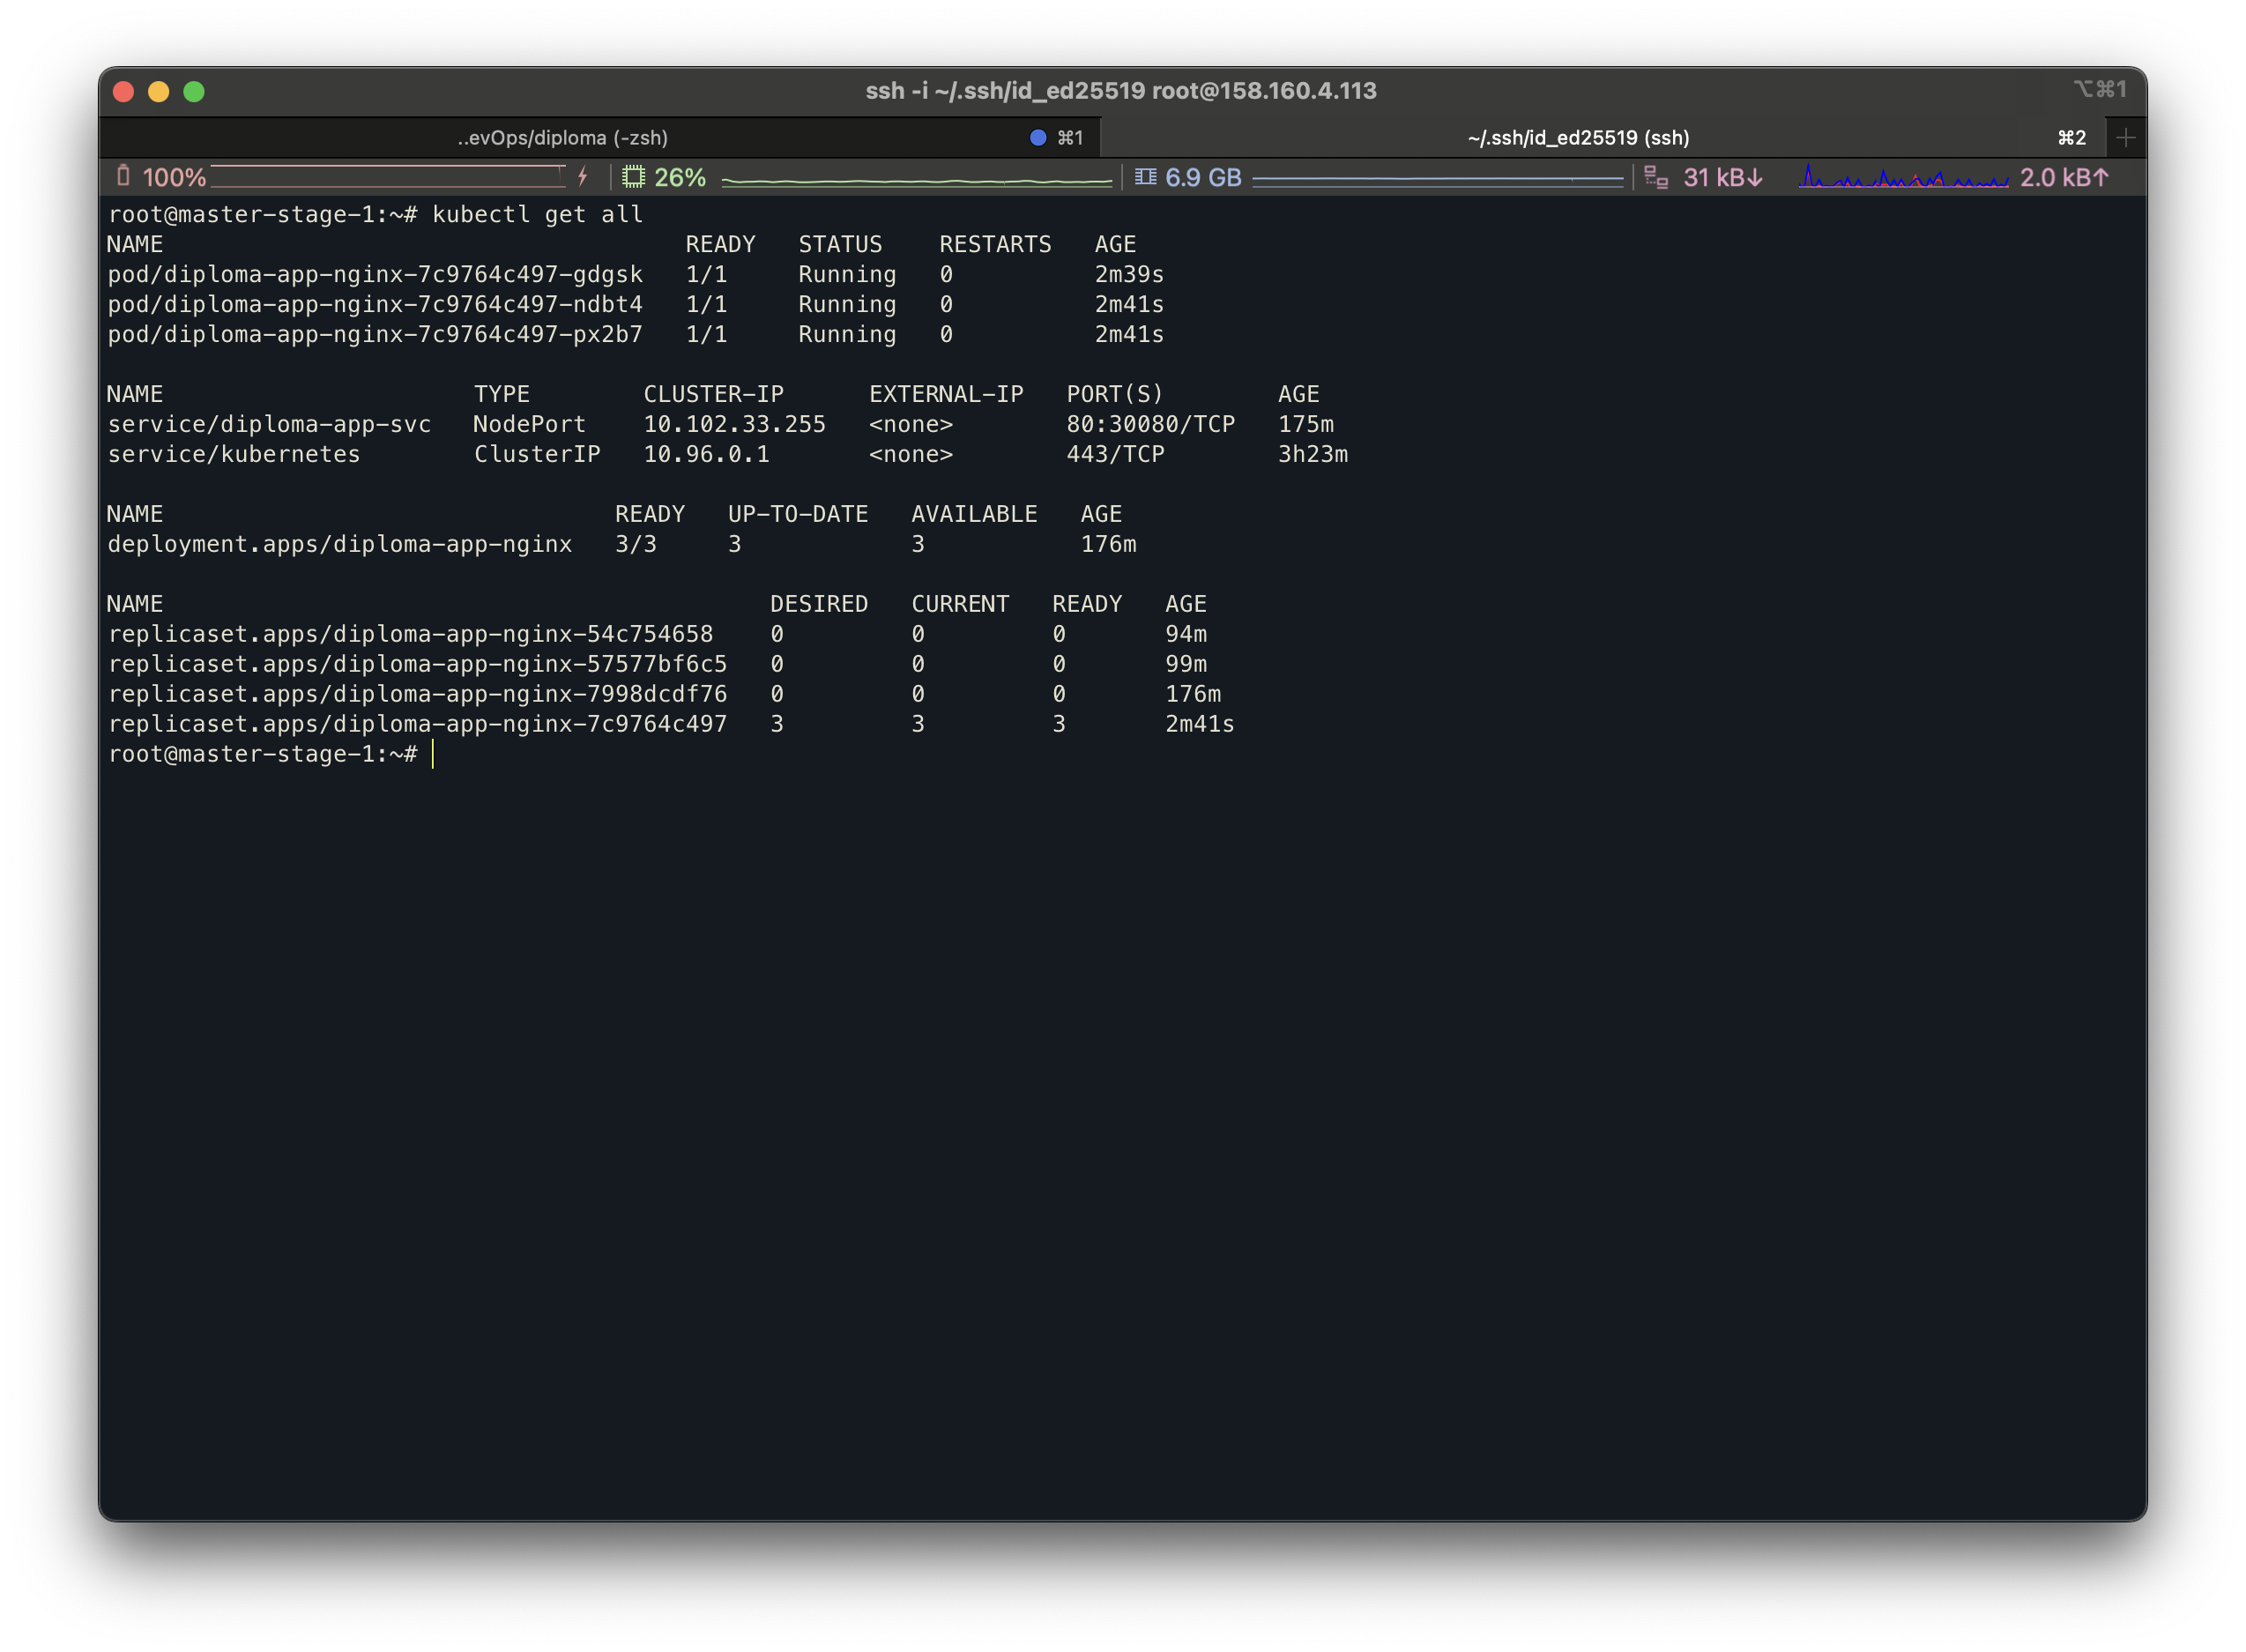 ssh -i ~/.ssh/id_ed25519 root@158.160.4.113
⌥⌘1
..evOps/diploma (-zsh)
⌘1
~/.ssh/id_ed25519 (ssh)
⌘2
100%
26%
6.9 GB
31 kB↓
2.0 kB↑
root@master-stage-1:~# kubectl get all
NAME READY STATUS RESTARTS AGE
pod/diploma-app-nginx-7c9764c497-gdgsk 1/1 Running 0 2m39s
pod/diploma-app-nginx-7c9764c497-ndbt4 1/1 Running 0 2m41s
pod/diploma-app-nginx-7c9764c497-px2b7 1/1 Running 0 2m41s
NAME TYPE CLUSTER-IP EXTERNAL-IP PORT(S) AGE
service/diploma-app-svc NodePort 10.102.33.255 <none> 80:30080/TCP 175m
service/kubernetes ClusterIP 10.96.0.1 <none> 443/TCP 3h23m
NAME READY UP-TO-DATE AVAILABLE AGE
deployment.apps/diploma-app-nginx 3/3 3 3 176m
NAME DESIRED CURRENT READY AGE
replicaset.apps/diploma-app-nginx-54c754658 0 0 0 94m
replicaset.apps/diploma-app-nginx-57577bf6c5 0 0 0 99m
replicaset.apps/diploma-app-nginx-7998dcdf76 0 0 0 176m
replicaset.apps/diploma-app-nginx-7c9764c497 3 3 3 2m41s
root@master-stage-1:~#